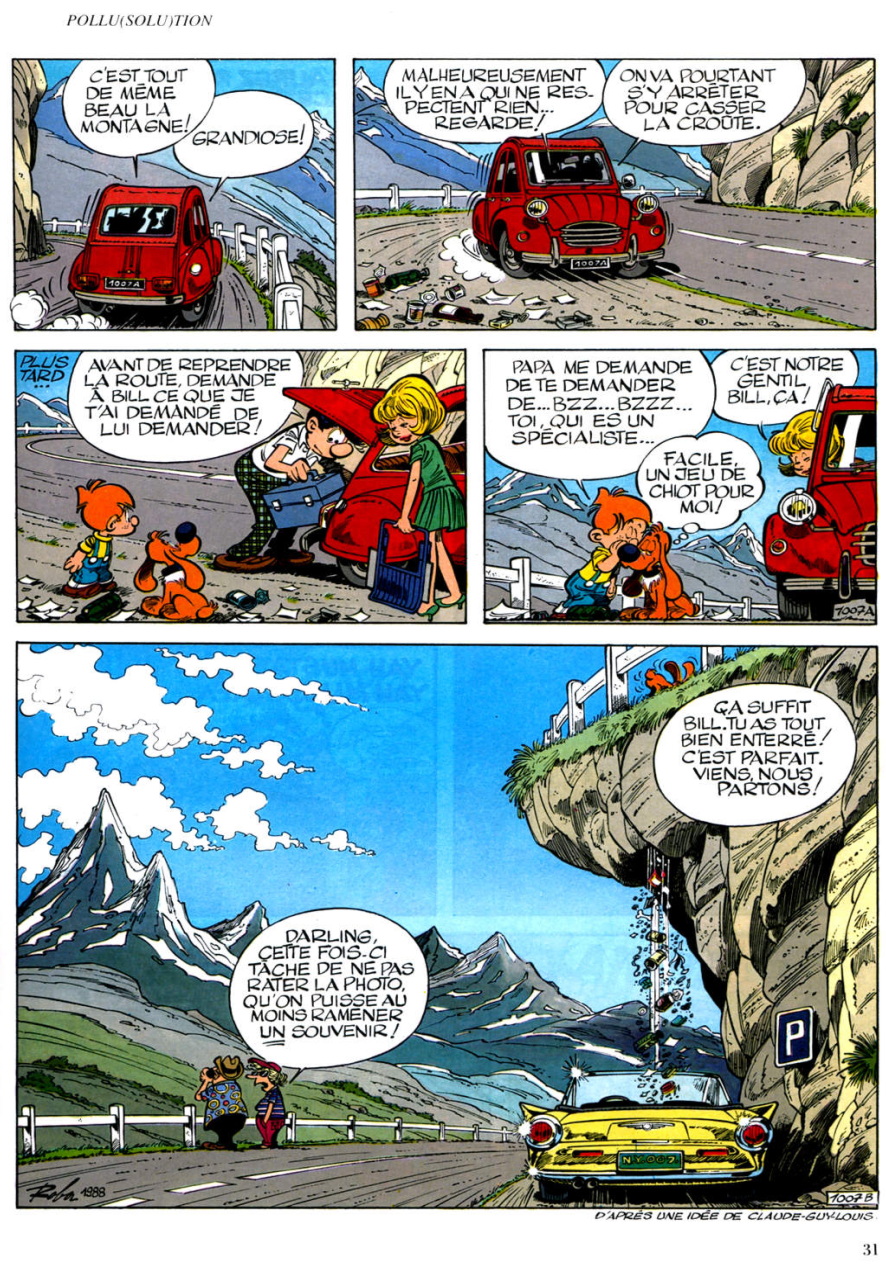 POLLU(SOLU)TION
C'EST TOUT
DE MÊME
BEAU LA
MONTAGNE!
GRANDIOSE!
1007A
MALHEUREUSEMENT
IL Y EN A QUI NE RES-
PECTENT RIEN...
REGARDE!
ON VA POURTANT
S'Y ARRÊTER
POUR CASSER
LA CROÛTE.
1007A
PLUS
TARD
...
AVANT DE REPRENDRE
LA ROUTE, DEMANDE
À BILL CE QUE JE
T'AI DEMANDÉ DE
LUI DEMANDER!
PAPA ME DEMANDE
DE TE DEMANDER
DE...BZZ...BZZZ...
TOI, QUI ES UN
SPÉCIALISTE...
C'EST NOTRE
GENTIL
BILL, ÇA!
FACILE,
UN JEU DE
CHIOT POUR
MOI!
1007A
ÇA SUFFIT
BILL. TU AS TOUT
BIEN ENTERRÉ!
C'EST PARFAIT.
VIENS, NOUS
PARTONS!
DARLING,
CETTE FOIS-CI
TÂCHE DE NE PAS
RATER LA PHOTO,
QU'ON PUISSE AU
MOINS RAMENER
UN SOUVENIR!
P
N.Y.007
Roba 1988
1007B
D'APRÈS UNE IDÉE DE CLAUDE-GUY-LOUIS.
31